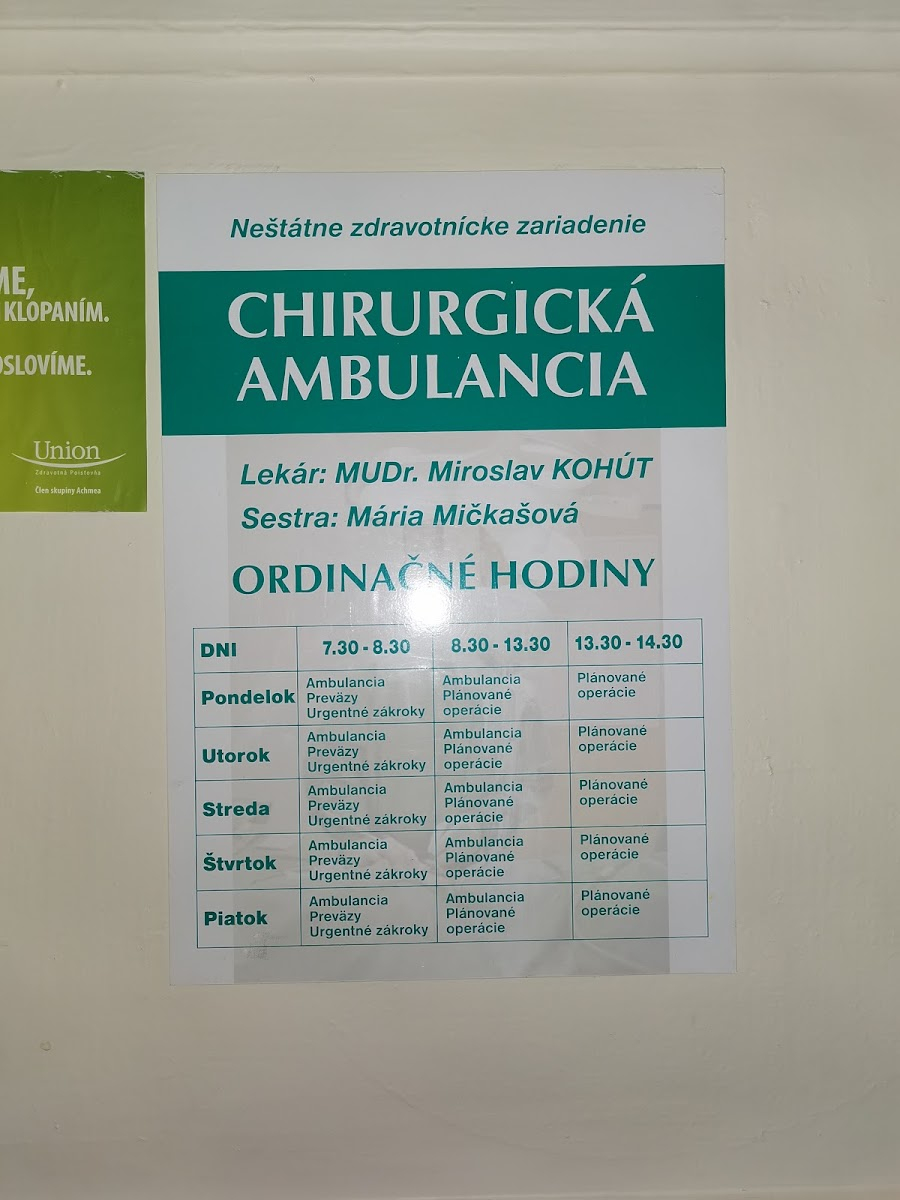 ME,
KLOPANÍM.
OSLOVÍME.
Union
Zdravotná Poisťovňa
Člen skupiny Achmea
Neštátne zdravotnícke zariadenie
CHIRURGICKÁ
AMBULANCIA
Lekár: MUDr. Miroslav KOHÚT
Sestra: Mária Mičkašová
ORDINAČNÉ HODINY
DNI 7.30 - 8.30 8.30 - 13.30 13.30 - 14.30
Pondelok
Ambulancia
Preväzy
Urgentné zákroky
Ambulancia
Plánované
operácie
Plánované
operácie
Utorok
Ambulancia
Preväzy
Urgentné zákroky
Ambulancia
Plánované
operácie
Plánované
operácie
Streda
Ambulancia
Preväzy
Urgentné zákroky
Ambulancia
Plánované
operácie
Plánované
operácie
Štvrtok
Ambulancia
Preväzy
Urgentné zákroky
Ambulancia
Plánované
operácie
Plánované
operácie
Piatok
Ambulancia
Preväzy
Urgentné zákroky
Ambulancia
Plánované
operácie
Plánované
operácie